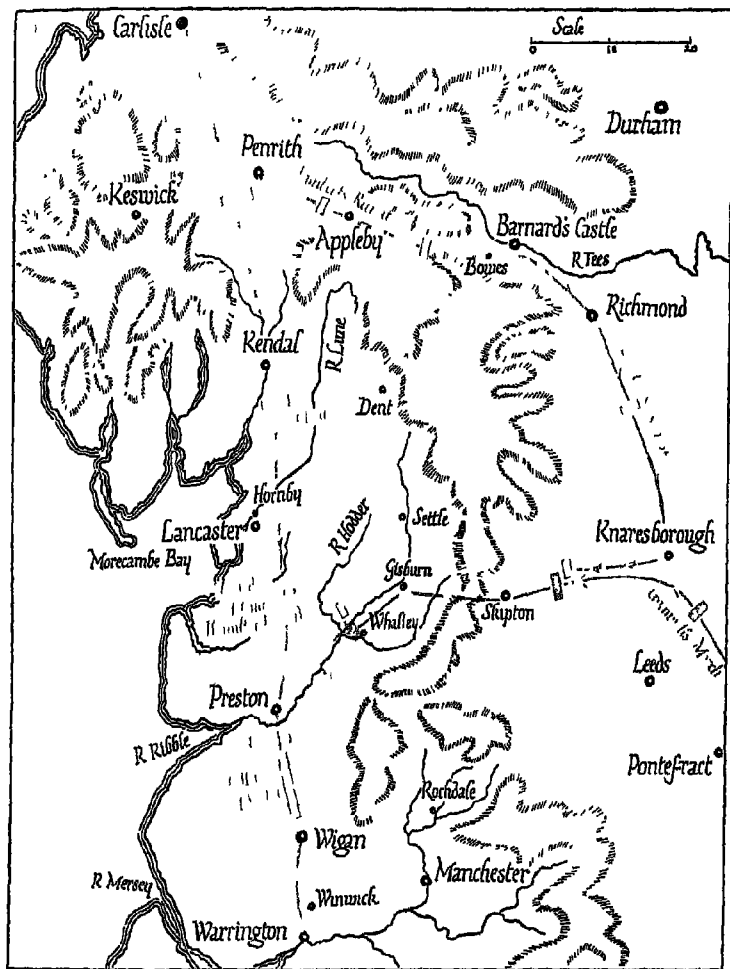 Carlisle
Scale
0
20
Durham
Penrith
Keswick
Appleby
Barnard's Castle
Bowes
R Tees
Richmond
Kendal
R Lune
Dent
Hornby
Lancaster
Settle
R Hodder
Knaresborough
Morecambe Bay
Gisburn
Skipton
Whalley
Leeds
Preston
R Ribble
Pontefract
Rochdale
Wigan
Manchester
R Mersey
Winwick
Warrington